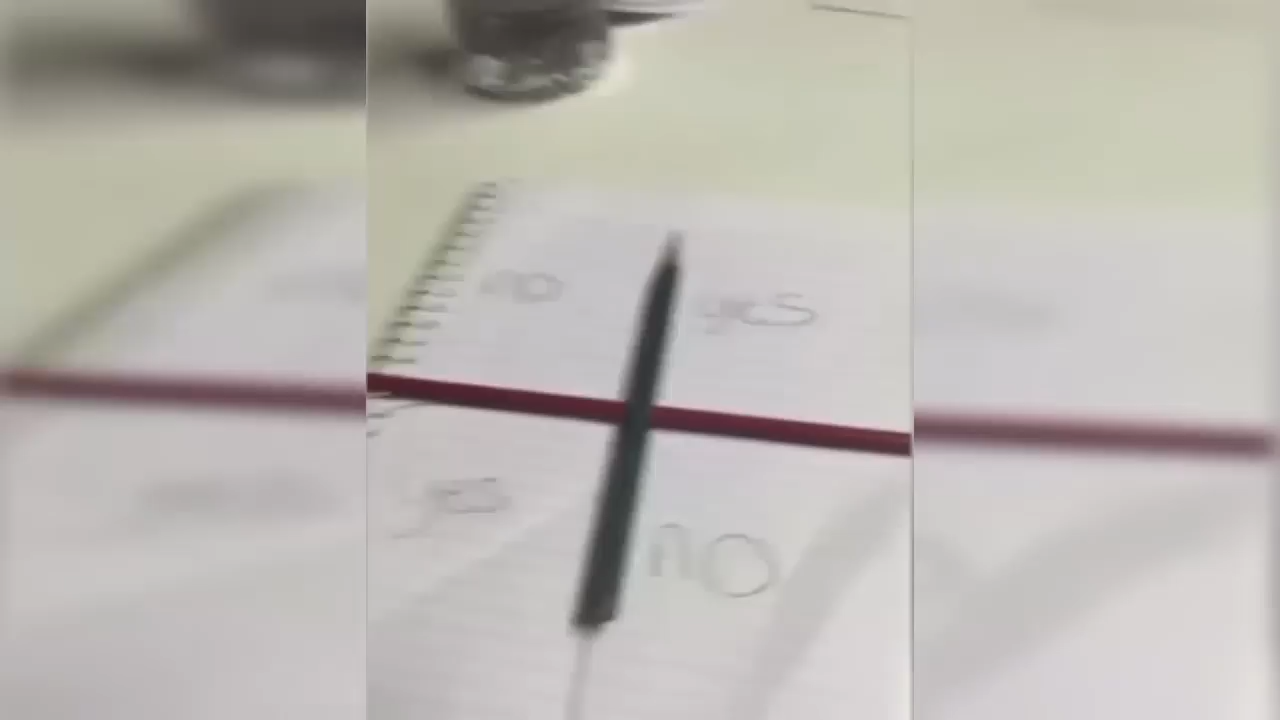 no yes
yes no